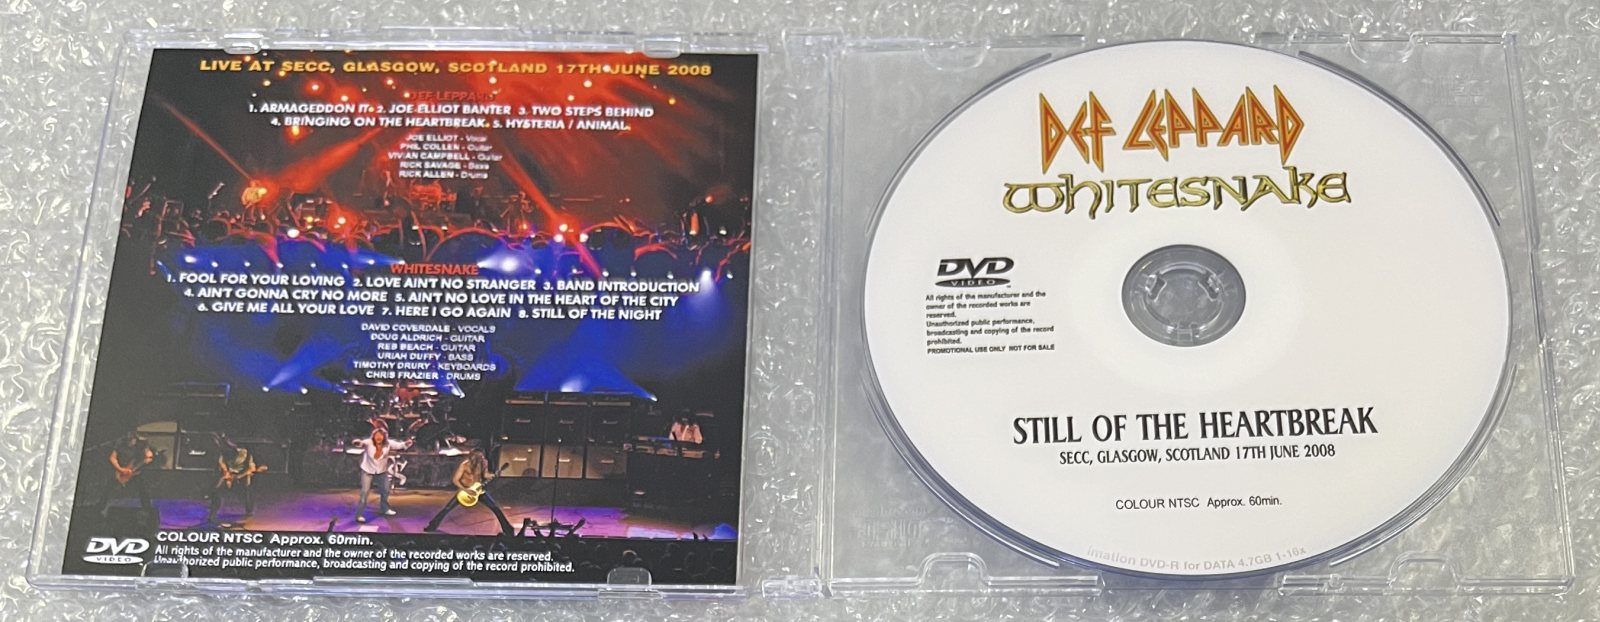 LIVE AT SECC, GLASGOW, SCOTLAND 17TH JUNE 2008
DEF LEPPARD
1. ARMAGEDDON IT 2. JOE ELLIOT BANTER 3. TWO STEPS BEHIND
4. BRINGING ON THE HEARTBREAK 5. HYSTERIA / ANIMAL
JOE ELLIOT - Vocal
PHIL COLLEN - Guitar
VIVIAN CAMPBELL - Guitar
RICK SAVAGE - Bass
RICK ALLEN - Drums
WHITESNAKE
1. FOOL FOR YOUR LOVING 2. LOVE AIN'T NO STRANGER 3. BAND INTRODUCTION
4. AIN'T GONNA CRY NO MORE 5. AIN'T NO LOVE IN THE HEART OF THE CITY
6. GIVE ME ALL YOUR LOVE 7. HERE I GO AGAIN 8. STILL OF THE NIGHT
DAVID COVERDALE - VOCALS
DOUG ALDRICH - GUITAR
REB BEACH - GUITAR
URIAH DUFFY - BASS
TIMOTHY DRURY - KEYBOARDS
CHRIS FRAZIER - DRUMS
DVD VIDEO
COLOUR NTSC Approx. 60min.
All rights of the manufacturer and the owner of the recorded works are reserved.
Unauthorized public performance, broadcasting and copying of the record prohibited.
DEF LEPPARD
WHITESNAKE
DVD
VIDEO
All rights of the manufacturer and the
owner of the recorded works are
reserved.
Unauthorized public performance,
broadcasting and copying of the record
prohibited.
PROMOTIONAL USE ONLY NOT FOR SALE
STILL OF THE HEARTBREAK
SECC, GLASGOW, SCOTLAND 17TH JUNE 2008
COLOUR NTSC Approx. 60min.
imation DVD-R for DATA 4.7GB 1-16x